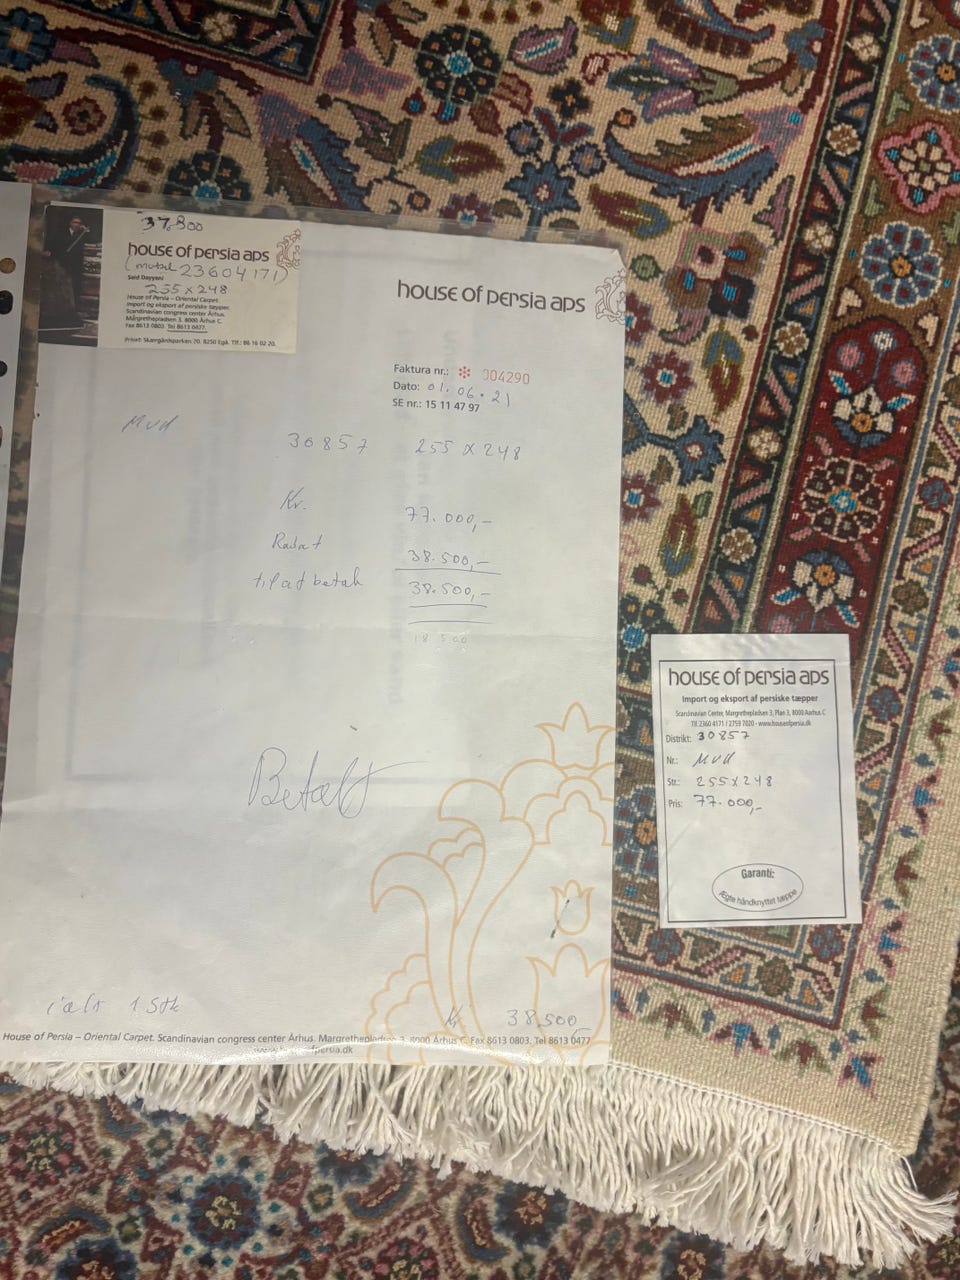 37.800
house of persia aps
(mobil 23604171)
Said Dayyani
255 x 248
House of Persia – Oriental Carpet.
Import og eksport af persiske tæpper.
Scandinavian congress center Århus.
Margrethepladsen 3. 8000 Århus C.
Fax 8613 0803. Tel 8613 0477.
Privat: Skærgårdsparken 20. 8250 Egå. Tlf.: 86 16 02 20.
house of persia aps
Faktura nr.: 004290
Dato: 01.06.21
SE nr.: 15 11 47 97
Mud 30857 255 x 248
Kr. 77.000,-
Rabat 38.500,-
til at betale 38.500,-
18 500
Betalt
i alt 1 Stk Kr 38.500
House of Persia – Oriental Carpet. Scandinavian congress center Århus. Margrethepladsen 3. 8000 Århus C. Fax 8613 0803. Tel 8613 0477
house of persia aps
Import og eksport af persiske tæpper
Scandinavian Center, Margrethepladsen 3, Plan 3, 8000 Aarhus C
Tlf. 2360 4171 / 2759 7020 - www.houseofpersia.dk
Distrikt: 30857
Nr.: Mud
Str.: 255 x 248
Pris: 77.000,-
Garanti:
Ægte håndknyttet tæppe